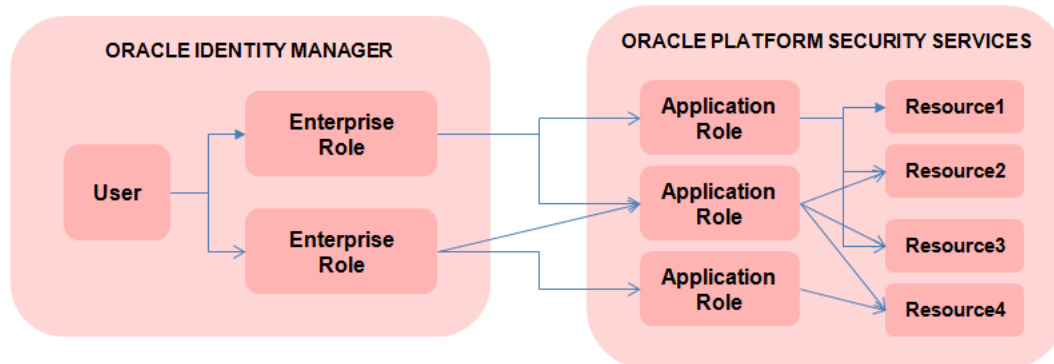 ORACLE IDENTITY MANAGER
User
Enterprise
Role
Enterprise
Role
ORACLE PLATFORM SECURITY SERVICES
Application
Role
Application
Role
Application
Role
Resource1
Resource2
Resource3
Resource4